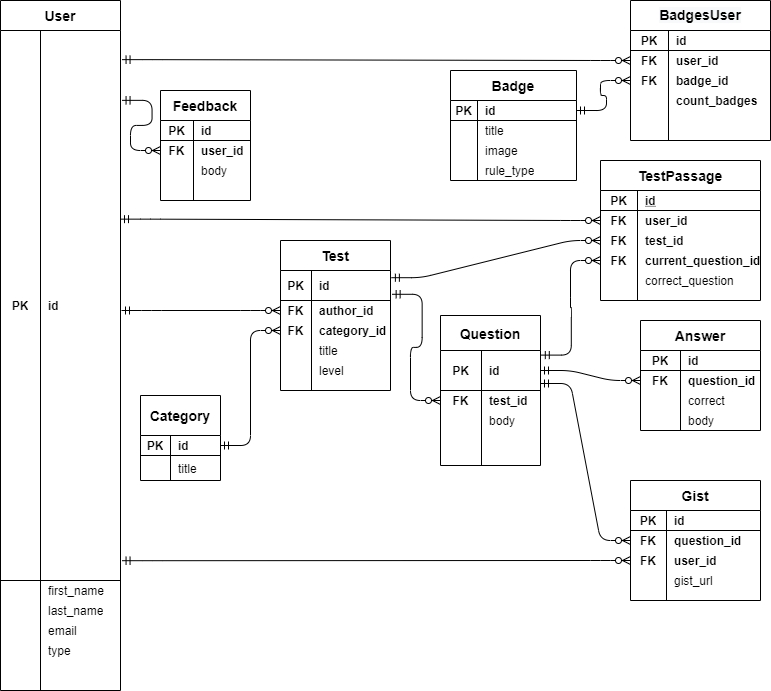 User
PK id
first_name
last_name
email
type
Feedback
PK id
FK user_id
body
Badge
PK id
title
image
rule_type
BadgesUser
PK id
FK user_id
FK badge_id
count_badges
TestPassage
PK id
FK user_id
FK test_id
FK current_question_id
correct_question
Test
PK id
FK author_id
FK category_id
title
level
Question
PK id
FK test_id
body
Answer
PK id
FK question_id
correct
body
Category
PK id
title
Gist
PK id
FK question_id
FK user_id
gist_url